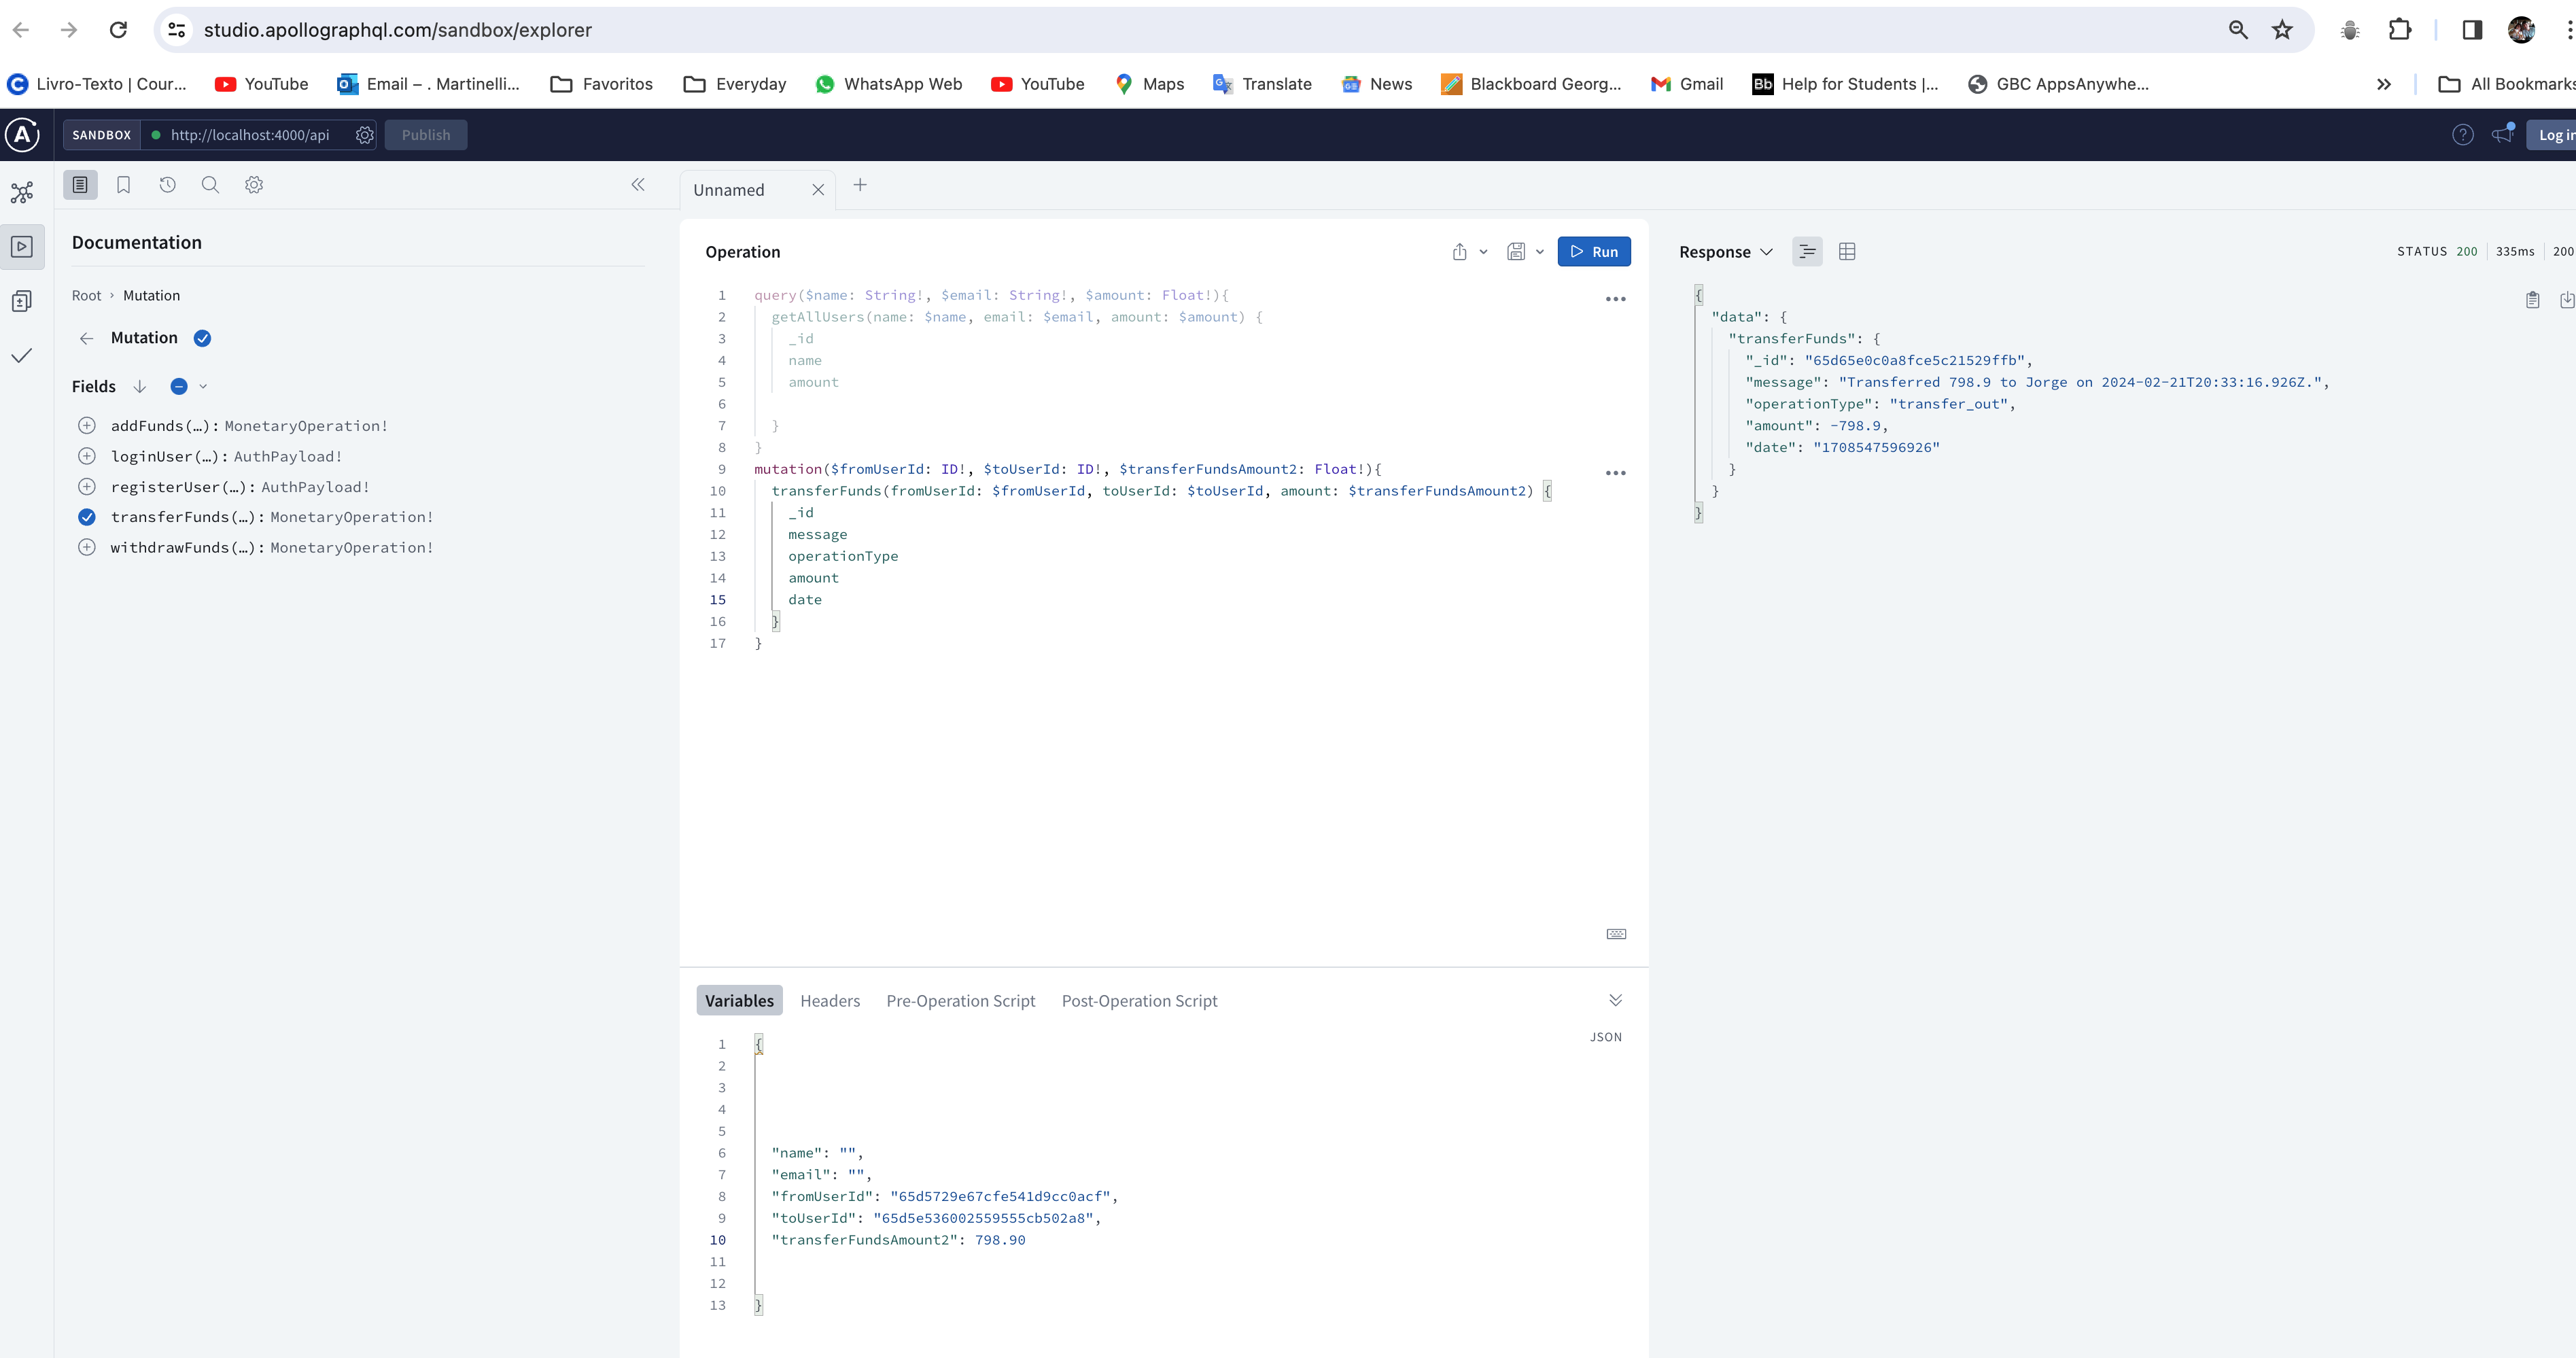 studio.apollographql.com/sandbox/explorer
Livro-Texto | Cour... YouTube Email – . Martinelli... Favoritos Everyday WhatsApp Web YouTube Maps Translate News Blackboard Georg... Gmail Bb Help for Students |... GBC AppsAnywhe... » All Bookmarks
SANDBOX http://localhost:4000/api Publish Log in
Unnamed
Documentation
Root › Mutation
Mutation
Fields
addFunds(…): MonetaryOperation!
loginUser(…): AuthPayload!
registerUser(…): AuthPayload!
transferFunds(…): MonetaryOperation!
withdrawFunds(…): MonetaryOperation!
Operation
Run
1 query($name: String!, $email: String!, $amount: Float!){
2 getAllUsers(name: $name, email: $email, amount: $amount) {
3 _id
4 name
5 amount
6
7 }
8 }
9 mutation($fromUserId: ID!, $toUserId: ID!, $transferFundsAmount2: Float!){
10 transferFunds(fromUserId: $fromUserId, toUserId: $toUserId, amount: $transferFundsAmount2) {
11 _id
12 message
13 operationType
14 amount
15 date
16 }
17 }
Variables Headers Pre-Operation Script Post-Operation Script
JSON
1 {
2
3
4
5
6 "name": "",
7 "email": "",
8 "fromUserId": "65d5729e67cfe541d9cc0acf",
9 "toUserId": "65d5e536002559555cb502a8",
10 "transferFundsAmount2": 798.90
11
12
13 }
Response STATUS 200 335ms 200
{
"data": {
"transferFunds": {
"_id": "65d65e0c0a8fce5c21529ffb",
"message": "Transferred 798.9 to Jorge on 2024-02-21T20:33:16.926Z.",
"operationType": "transfer_out",
"amount": -798.9,
"date": "1708547596926"
}
}
}